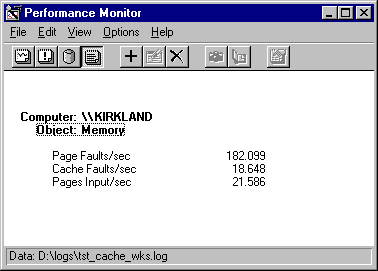 Performance Monitor
File Edit View Options Help
Computer: \\KIRKLAND
Object: Memory
Page Faults/sec 182.099
Cache Faults/sec 18.648
Pages Input/sec 21.586
Data: D:\logs\tst_cache_wks.log